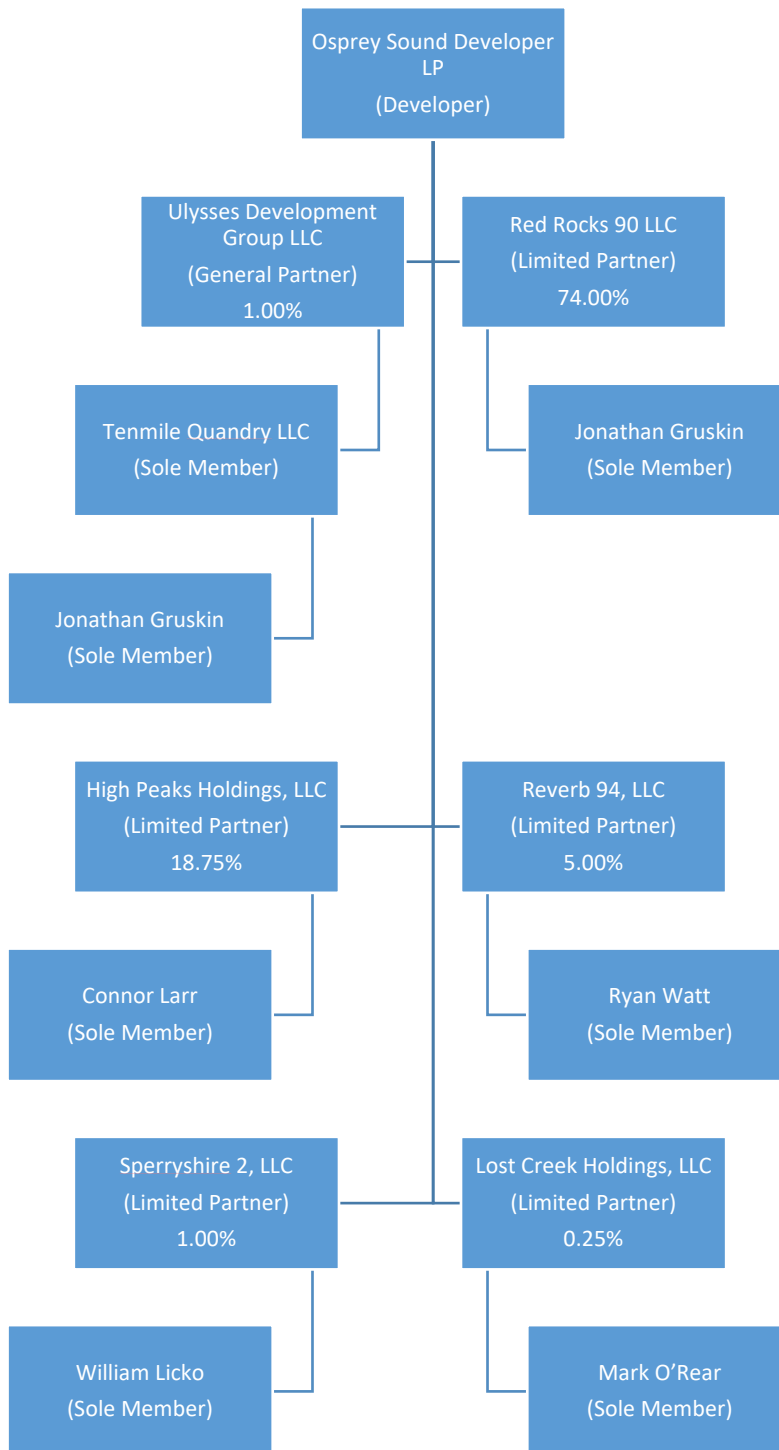 Osprey Sound Developer
LP
(Developer)
Ulysses Development
Group LLC
(General Partner)
1.00%
Red Rocks 90 LLC
(Limited Partner)
74.00%
Tenmile Quandry LLC
(Sole Member)
Jonathan Gruskin
(Sole Member)
Jonathan Gruskin
(Sole Member)
High Peaks Holdings, LLC
(Limited Partner)
18.75%
Reverb 94, LLC
(Limited Partner)
5.00%
Connor Larr
(Sole Member)
Ryan Watt
(Sole Member)
Sperryshire 2, LLC
(Limited Partner)
1.00%
Lost Creek Holdings, LLC
(Limited Partner)
0.25%
William Licko
(Sole Member)
Mark O’Rear
(Sole Member)